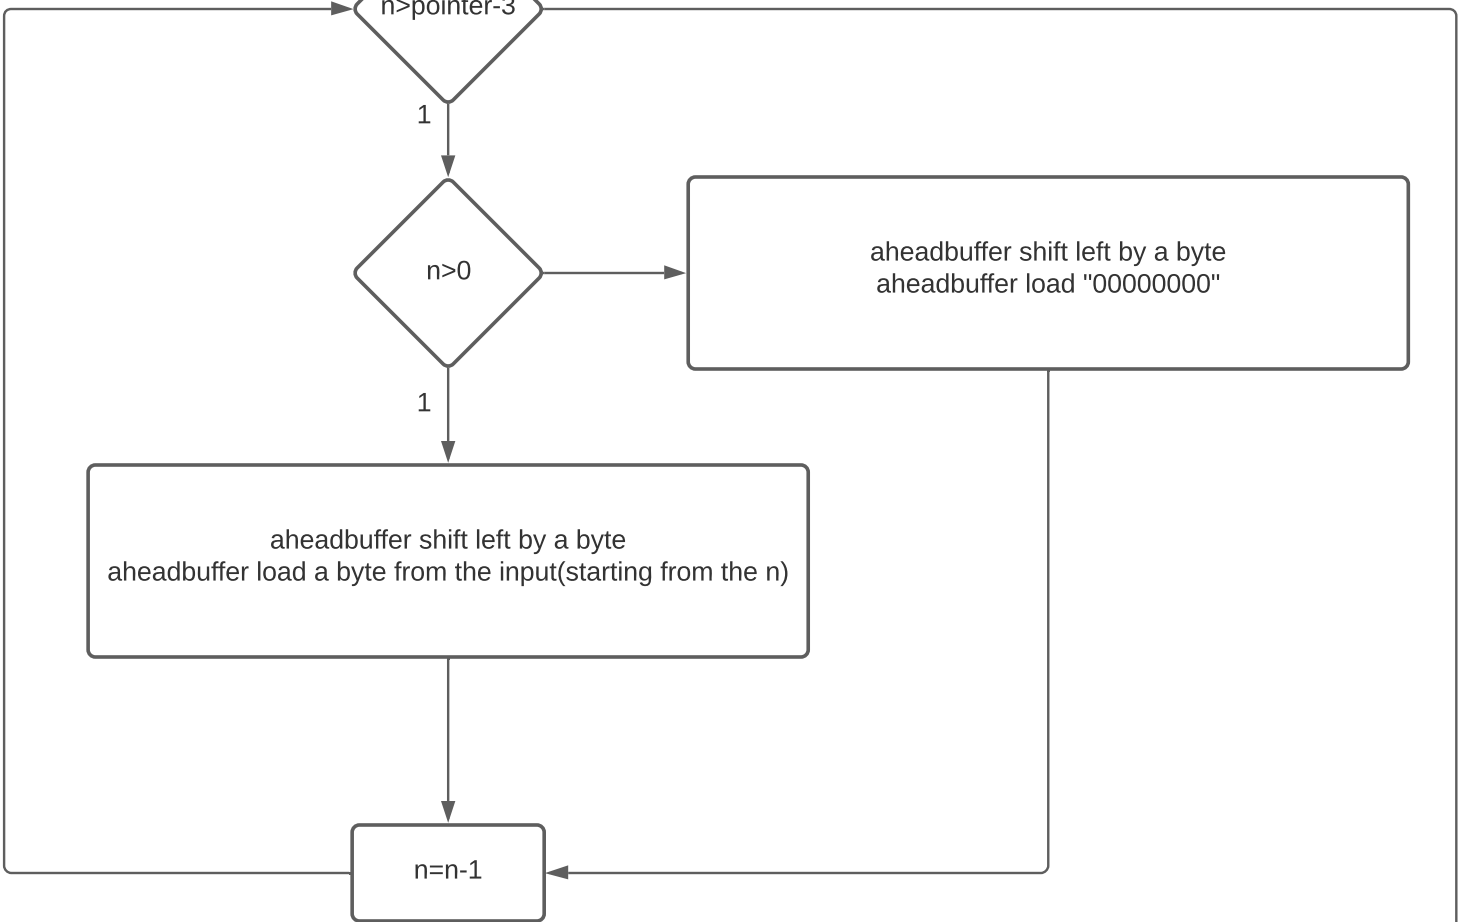 n>pointer-3
1
n>0
aheadbuffer shift left by a byte
aheadbuffer load "00000000"
1
aheadbuffer shift left by a byte
aheadbuffer load a byte from the input(starting from the n)
n=n-1